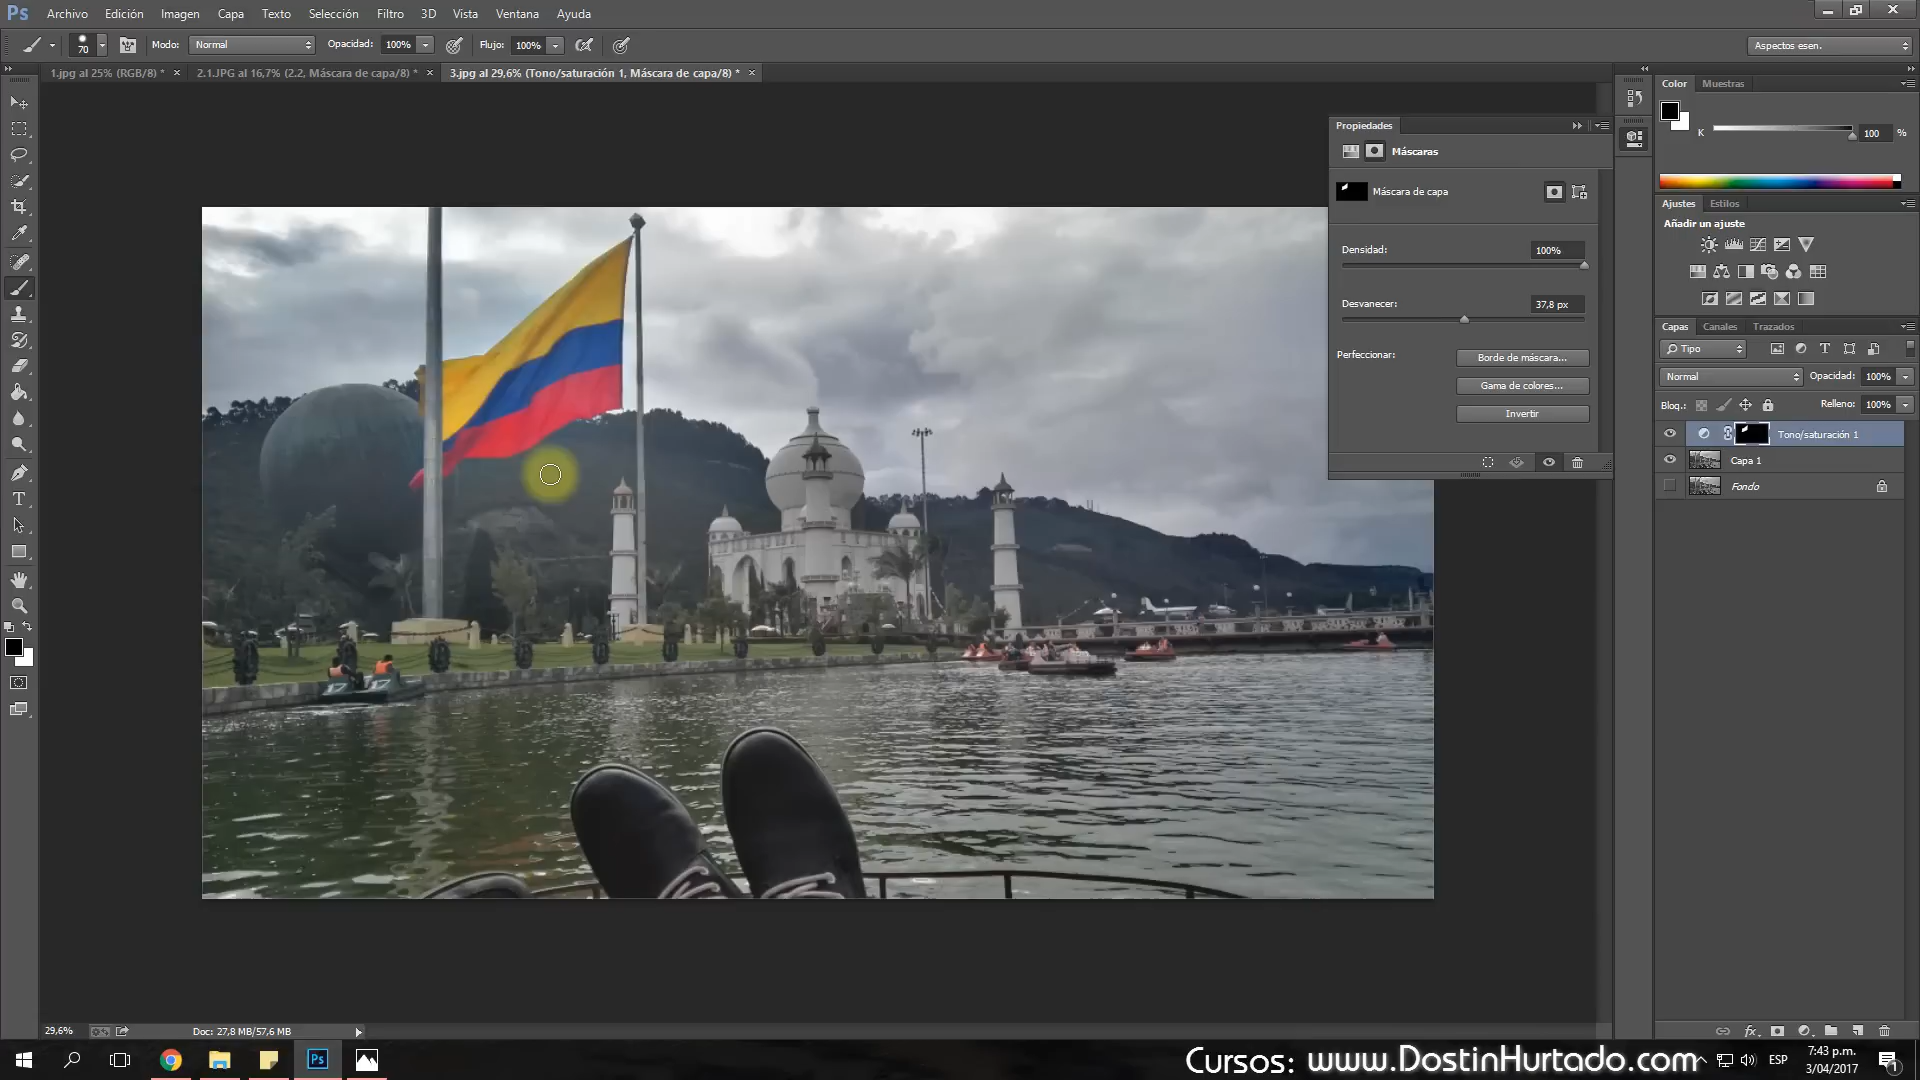 Ps Archivo Edición Imagen Capa Texto Selección Filtro 3D Vista Ventana Ayuda
70 Modo: Normal Opacidad: 100% Flujo: 100% Aspectos esen.
1.jpg al 25% (RGB/8) * × 2.1.JPG al 16,7% (2.2, Máscara de capa/8) * × 3.jpg al 29,6% (Tono/saturación 1, Máscara de capa/8) * ×
Color Muestras
K 100 %
Propiedades
Máscaras
Máscara de capa
Densidad: 100%
Desvanecer: 37,8 px
Perfeccionar: Borde de máscara...
Gama de colores...
Invertir
Ajustes Estilos
Añadir un ajuste
Capas Canales Trazados
Tipo
Normal Opacidad: 100%
Bloq.: Relleno: 100%
Tono/saturación 1
Capa 1
Fondo
17 17
29,6% Doc: 27,8 MB/57,6 MB
Ps
Cursos: www.DostinHurtado.com
ESP
7:43 p.m.
3/04/2017
1